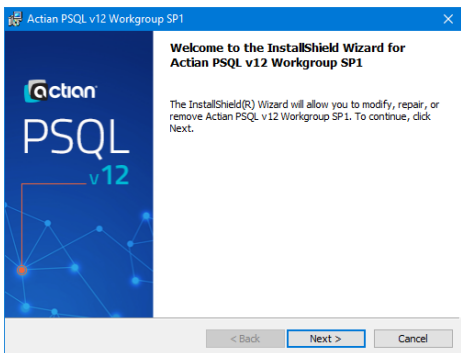 Actian PSQL v12 Workgroup SP1
Welcome to the InstallShield Wizard for
Actian PSQL v12 Workgroup SP1
actian
PSQL
v12
The InstallShield(R) Wizard will allow you to modify, repair, or
remove Actian PSQL v12 Workgroup SP1. To continue, click
Next.
< Back
Next >
Cancel